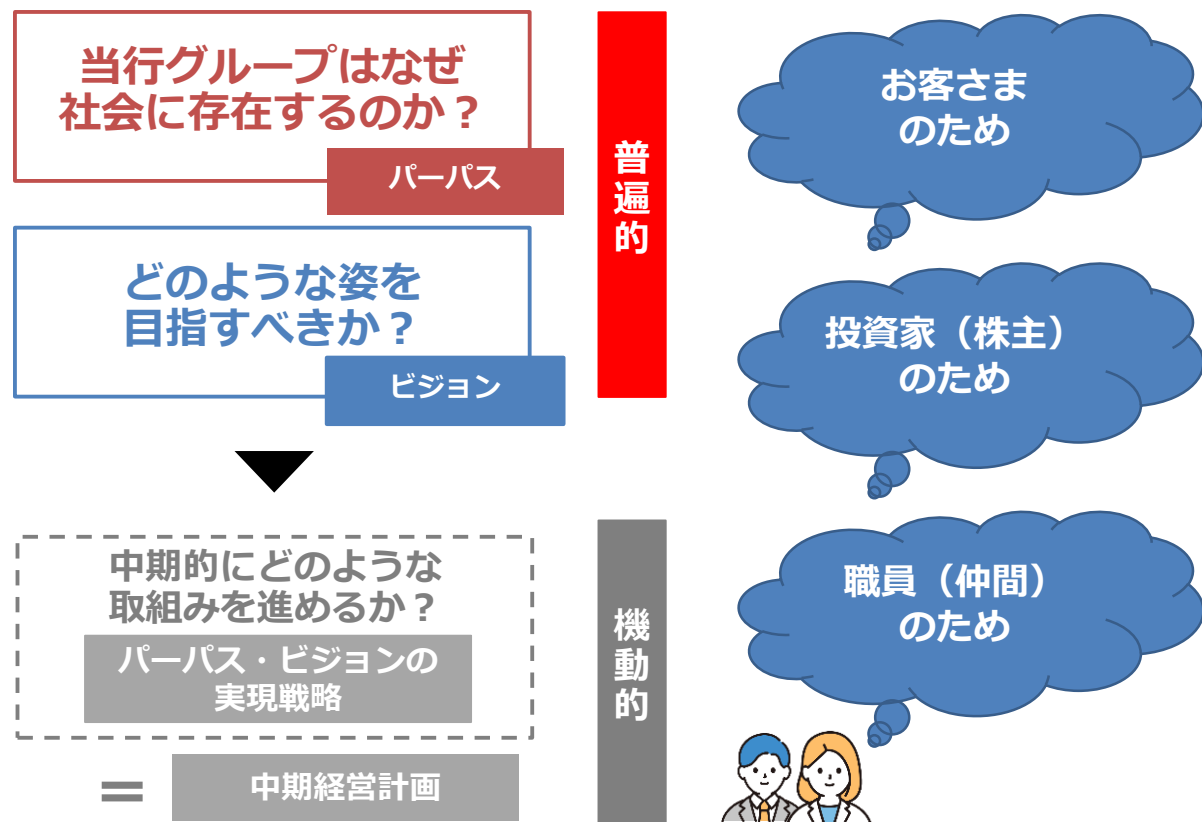 当行グループはなぜ
社会に存在するのか？
パーパス
どのような姿を
目指すべきか？
ビジョン
普遍的
中期的にどのような
取組みを進めるか？
パーパス・ビジョンの
実現戦略
＝
中期経営計画
機動的
お客さま
のため
投資家（株主）
のため
職員（仲間）
のため